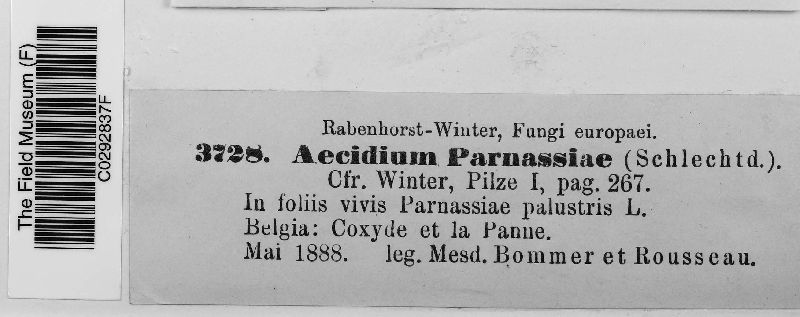 The Field Museum (F)
C0292837F
Rabenhorst-Winter, Fungi europaei.
3728. Aecidium Parnassiae (Schlechtd.).
Cfr. Winter, Pilze I, pag. 267.
In foliis vivis Parnassiae palustris L.
Belgia: Coxyde et la Panne.
Mai 1888. leg. Mesd. Bommer et Rousseau.